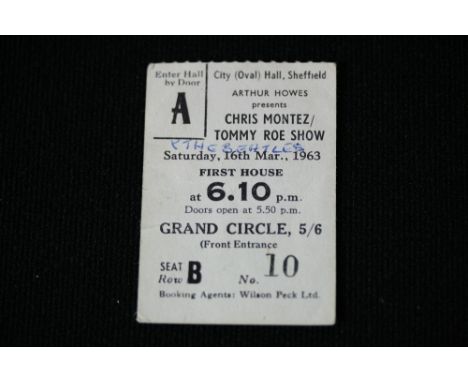 Enter Hall
by Door
A
City (Oval) Hall, Sheffield
ARTHUR HOWES
presents
CHRIS MONTEZ/
TOMMY ROE SHOW
& THE BEATLES
Saturday, 16th Mar., 1963
FIRST HOUSE
at 6.10 p.m.
Doors open at 5.50 p.m.
GRAND CIRCLE, 5/6
(Front Entrance
SEAT
Row B No. 10
Booking Agents: Wilson Peck Ltd.